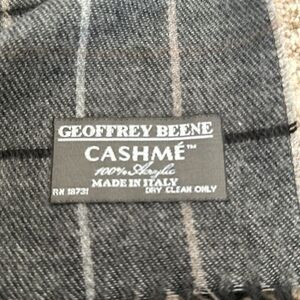 GEOFFREY BEENE
CASHMÉ™
100% Acrylic
MADE IN ITALY
RN 18731 DRY CLEAN ONLY